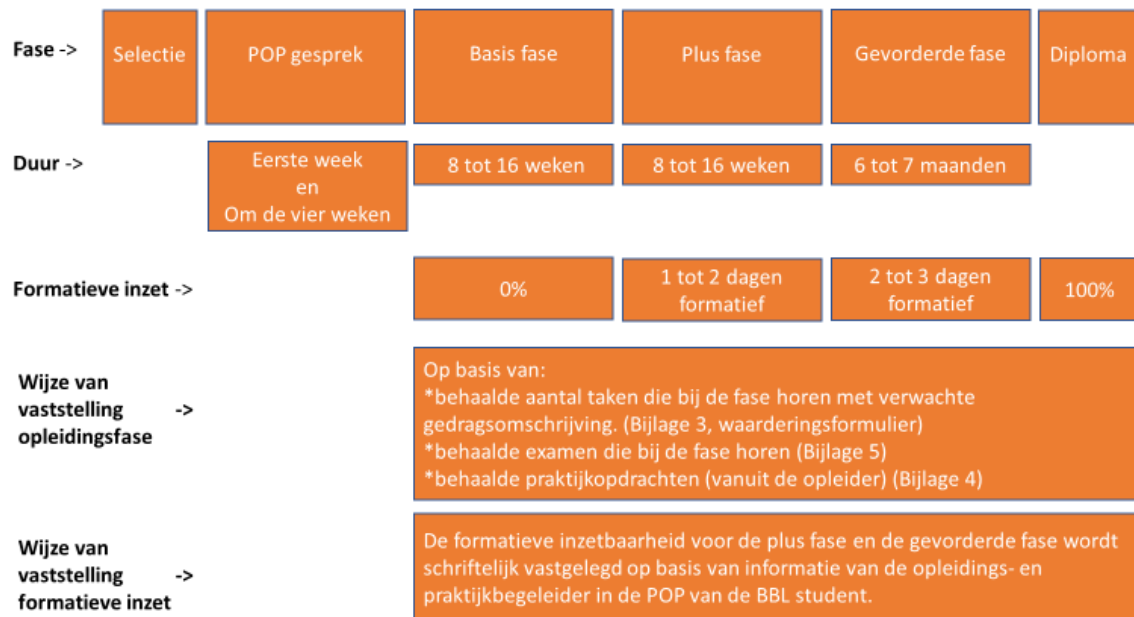 Fase ->
Selectie
POP gesprek
Basis fase
Plus fase
Gevorderde fase
Diploma
Duur ->
Eerste week
en
Om de vier weken
8 tot 16 weken
8 tot 16 weken
6 tot 7 maanden
Formatieve inzet ->
0%
1 tot 2 dagen
formatief
2 tot 3 dagen
formatief
100%
Wijze van
vaststelling ->
opleidingsfase
Op basis van:
*behaalde aantal taken die bij de fase horen met verwachte
gedragsomschrijving. (Bijlage 3, waarderingsformulier)
*behaalde examen die bij de fase horen (Bijlage 5)
*behaalde praktijkopdrachten (vanuit de opleider) (Bijlage 4)
Wijze van
vaststelling ->
formatieve inzet
De formatieve inzetbaarheid voor de plus fase en de gevorderde fase wordt
schriftelijk vastgelegd op basis van informatie van de opleidings- en
praktijkbegeleider in de POP van de BBL student.